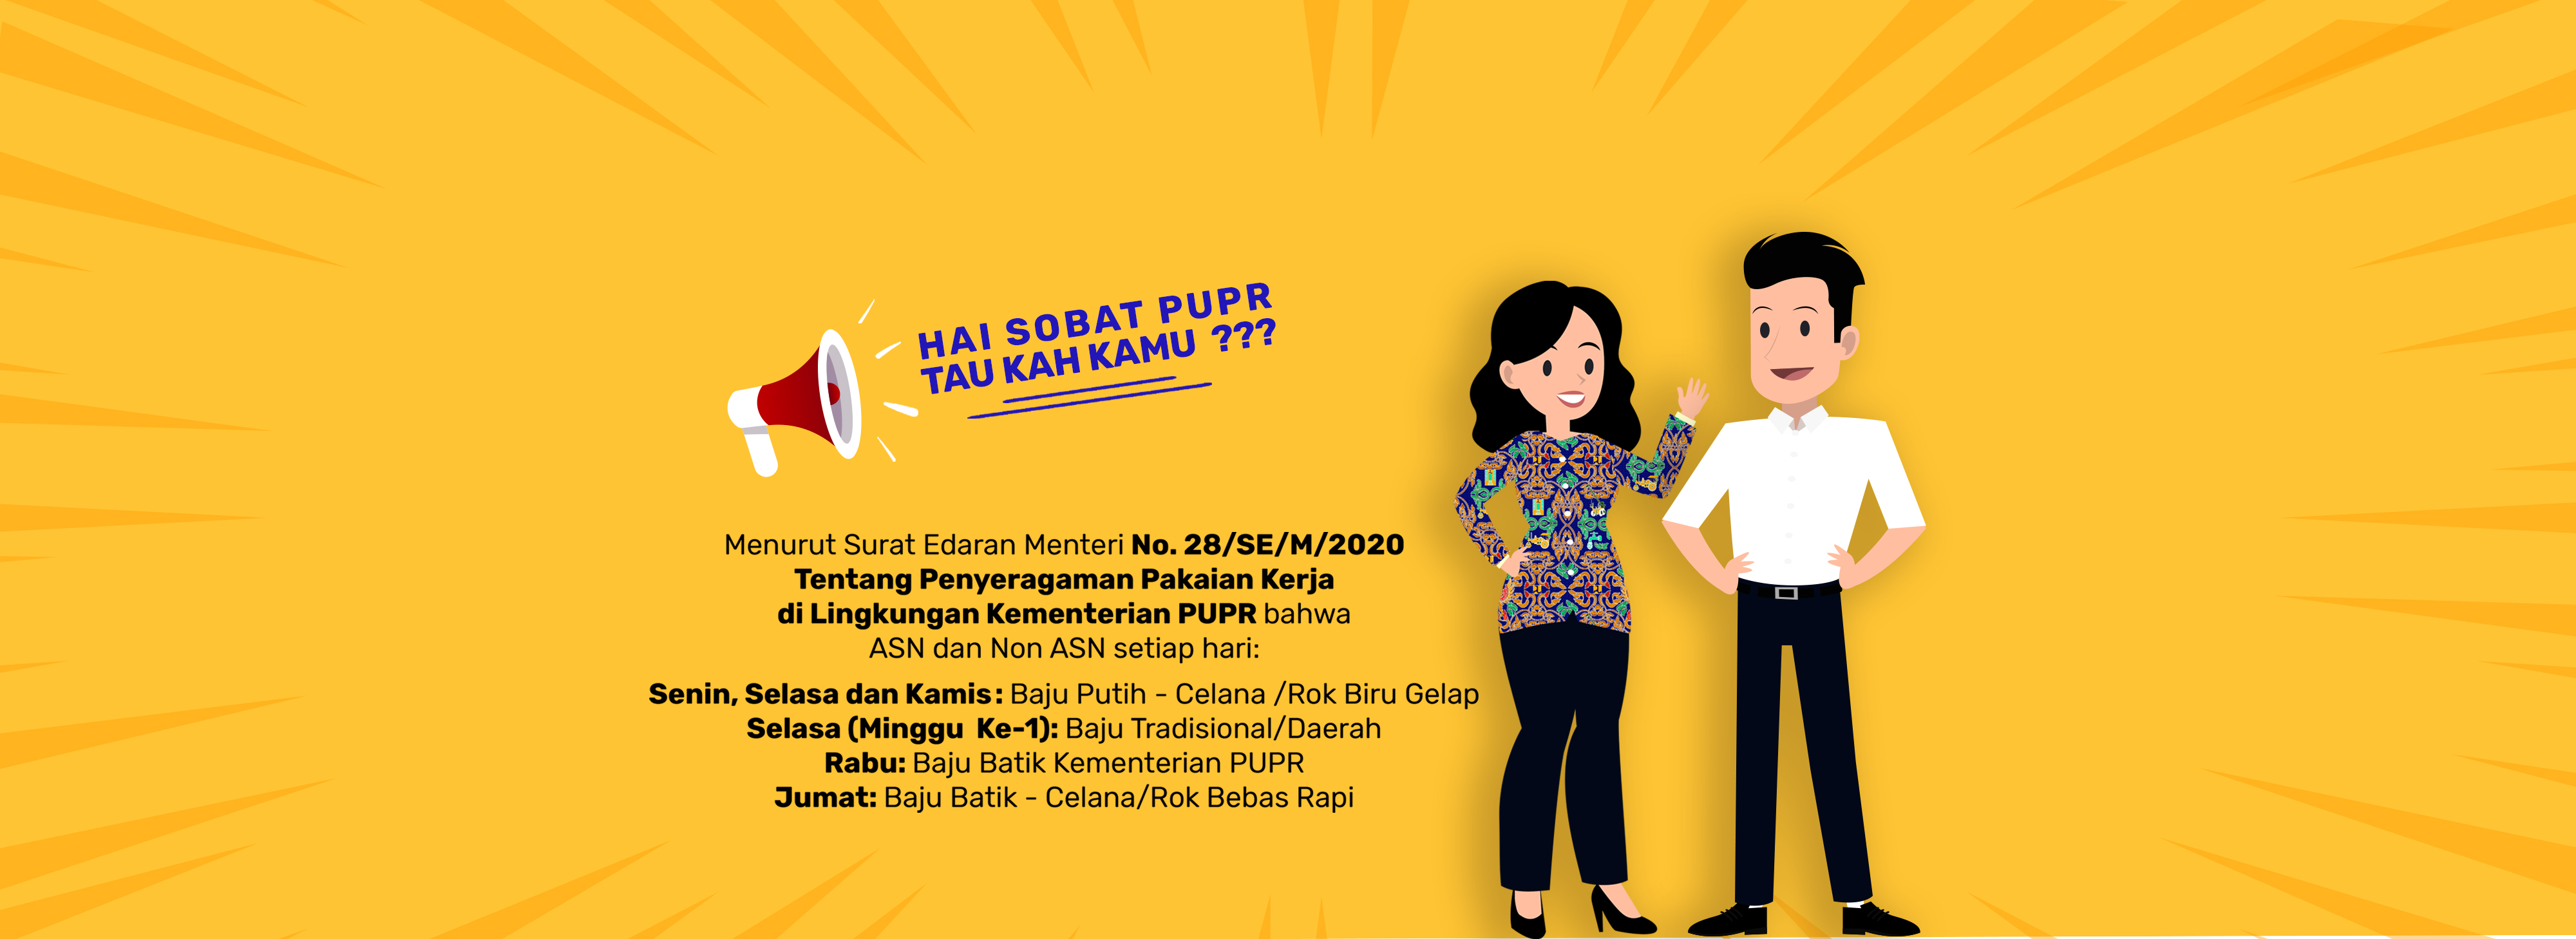 HAI SOBAT PUPR
TAU KAH KAMU ???
Menurut Surat Edaran Menteri No. 28/SE/M/2020
Tentang Penyeragaman Pakaian Kerja
di Lingkungan Kementerian PUPR bahwa
ASN dan Non ASN setiap hari:
Senin, Selasa dan Kamis : Baju Putih - Celana /Rok Biru Gelap
Selasa (Minggu Ke-1): Baju Tradisional/Daerah
Rabu: Baju Batik Kementerian PUPR
Jumat: Baju Batik - Celana/Rok Bebas Rapi